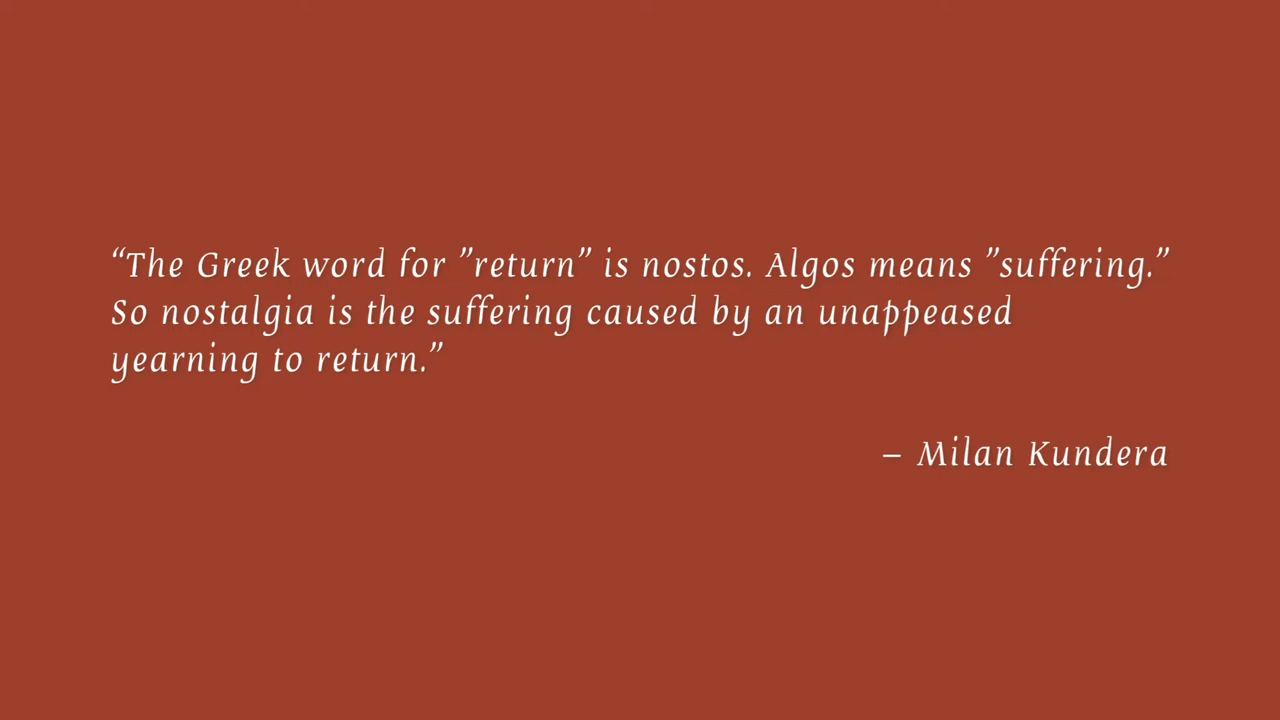 “The Greek word for ”return” is nostos. Algos means ”suffering.”
So nostalgia is the suffering caused by an unappeased
yearning to return.”
– Milan Kundera